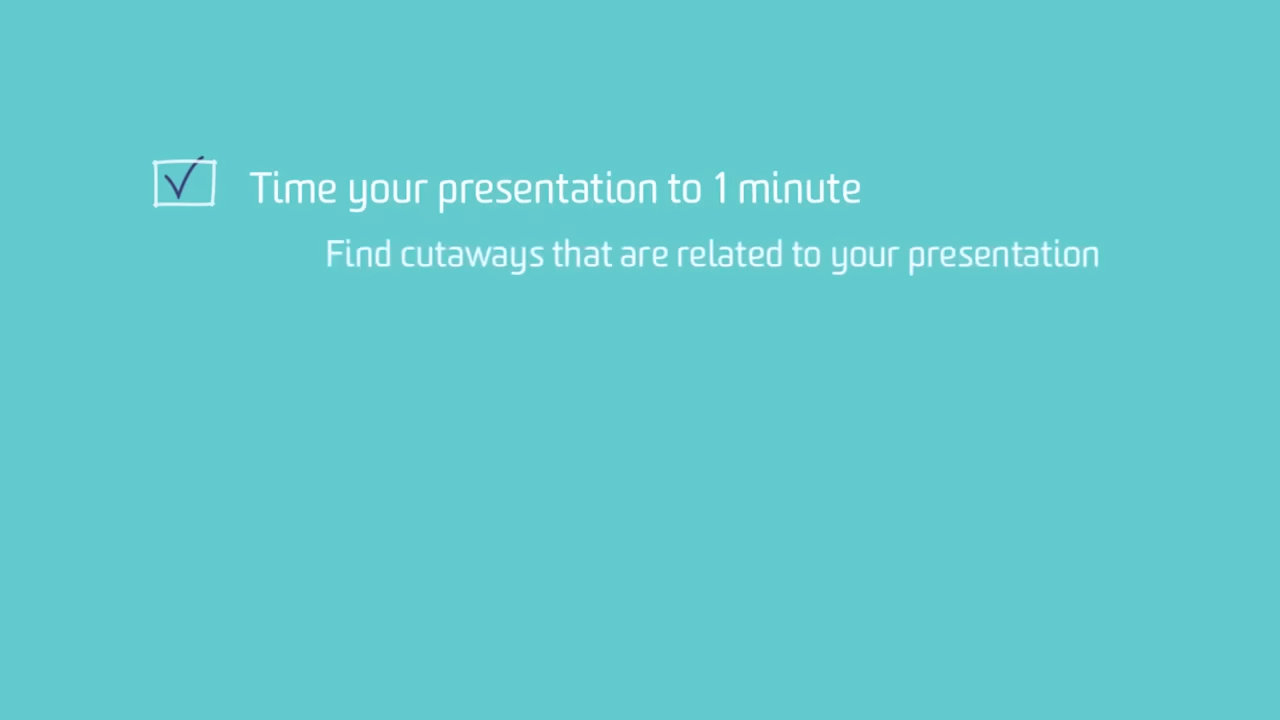 Time your presentation to 1 minute
Find cutaways that are related to your presentation